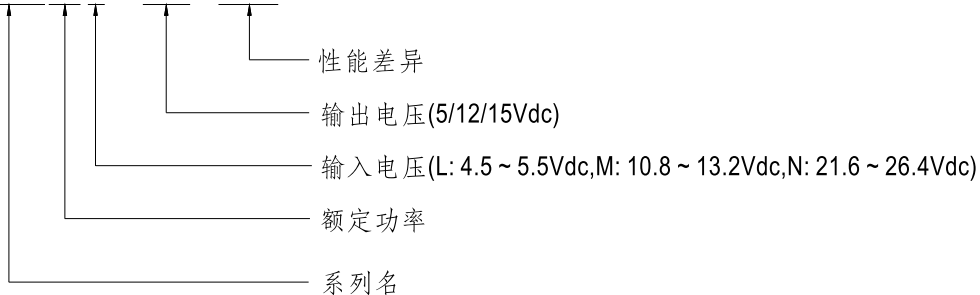 性能差异
输出电压(5/12/15Vdc)
输入电压(L: 4.5～5.5Vdc,M: 10.8～13.2Vdc,N: 21.6～26.4Vdc)
额定功率
系列名